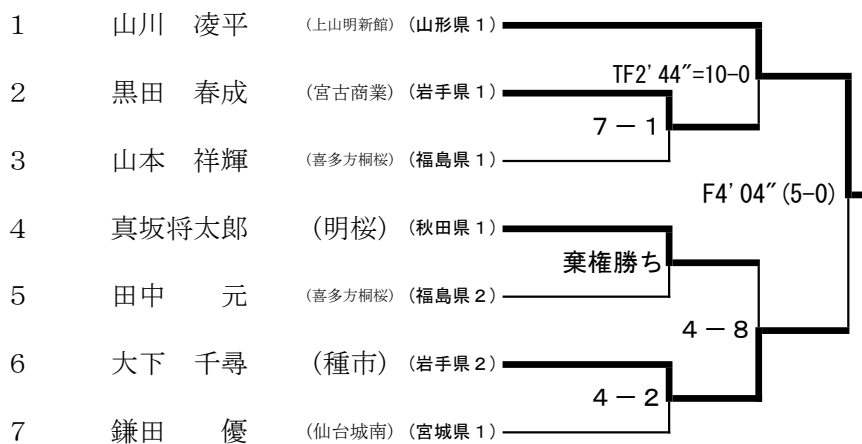 1 山川 凌平 (上山明新館) (山形県1)
TF2'44"=10-0
2 黒田 春成 (宮古商業) (岩手県1)
7-1
3 山本 祥輝 (喜多方桐桜) (福島県1)
F4'04"(5-0)
4 真坂将太郎 (明桜) (秋田県1)
棄権勝ち
5 田中 元 (喜多方桐桜) (福島県2)
4-8
6 大下 千尋 (種市) (岩手県2)
4-2
7 鎌田 優 (仙台城南) (宮城県1)